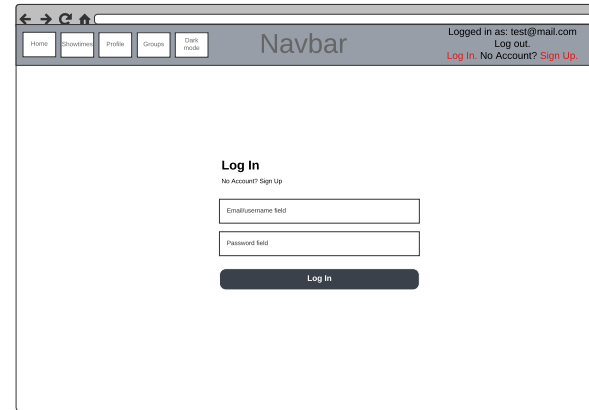 Home
Showtimes
Profile
Groups
Dark
mode
Navbar
Logged in as: test@mail.com
Log out.
Log In. No Account? Sign Up.
Log In
No Account? Sign Up
Email/username field
Password field
Log In